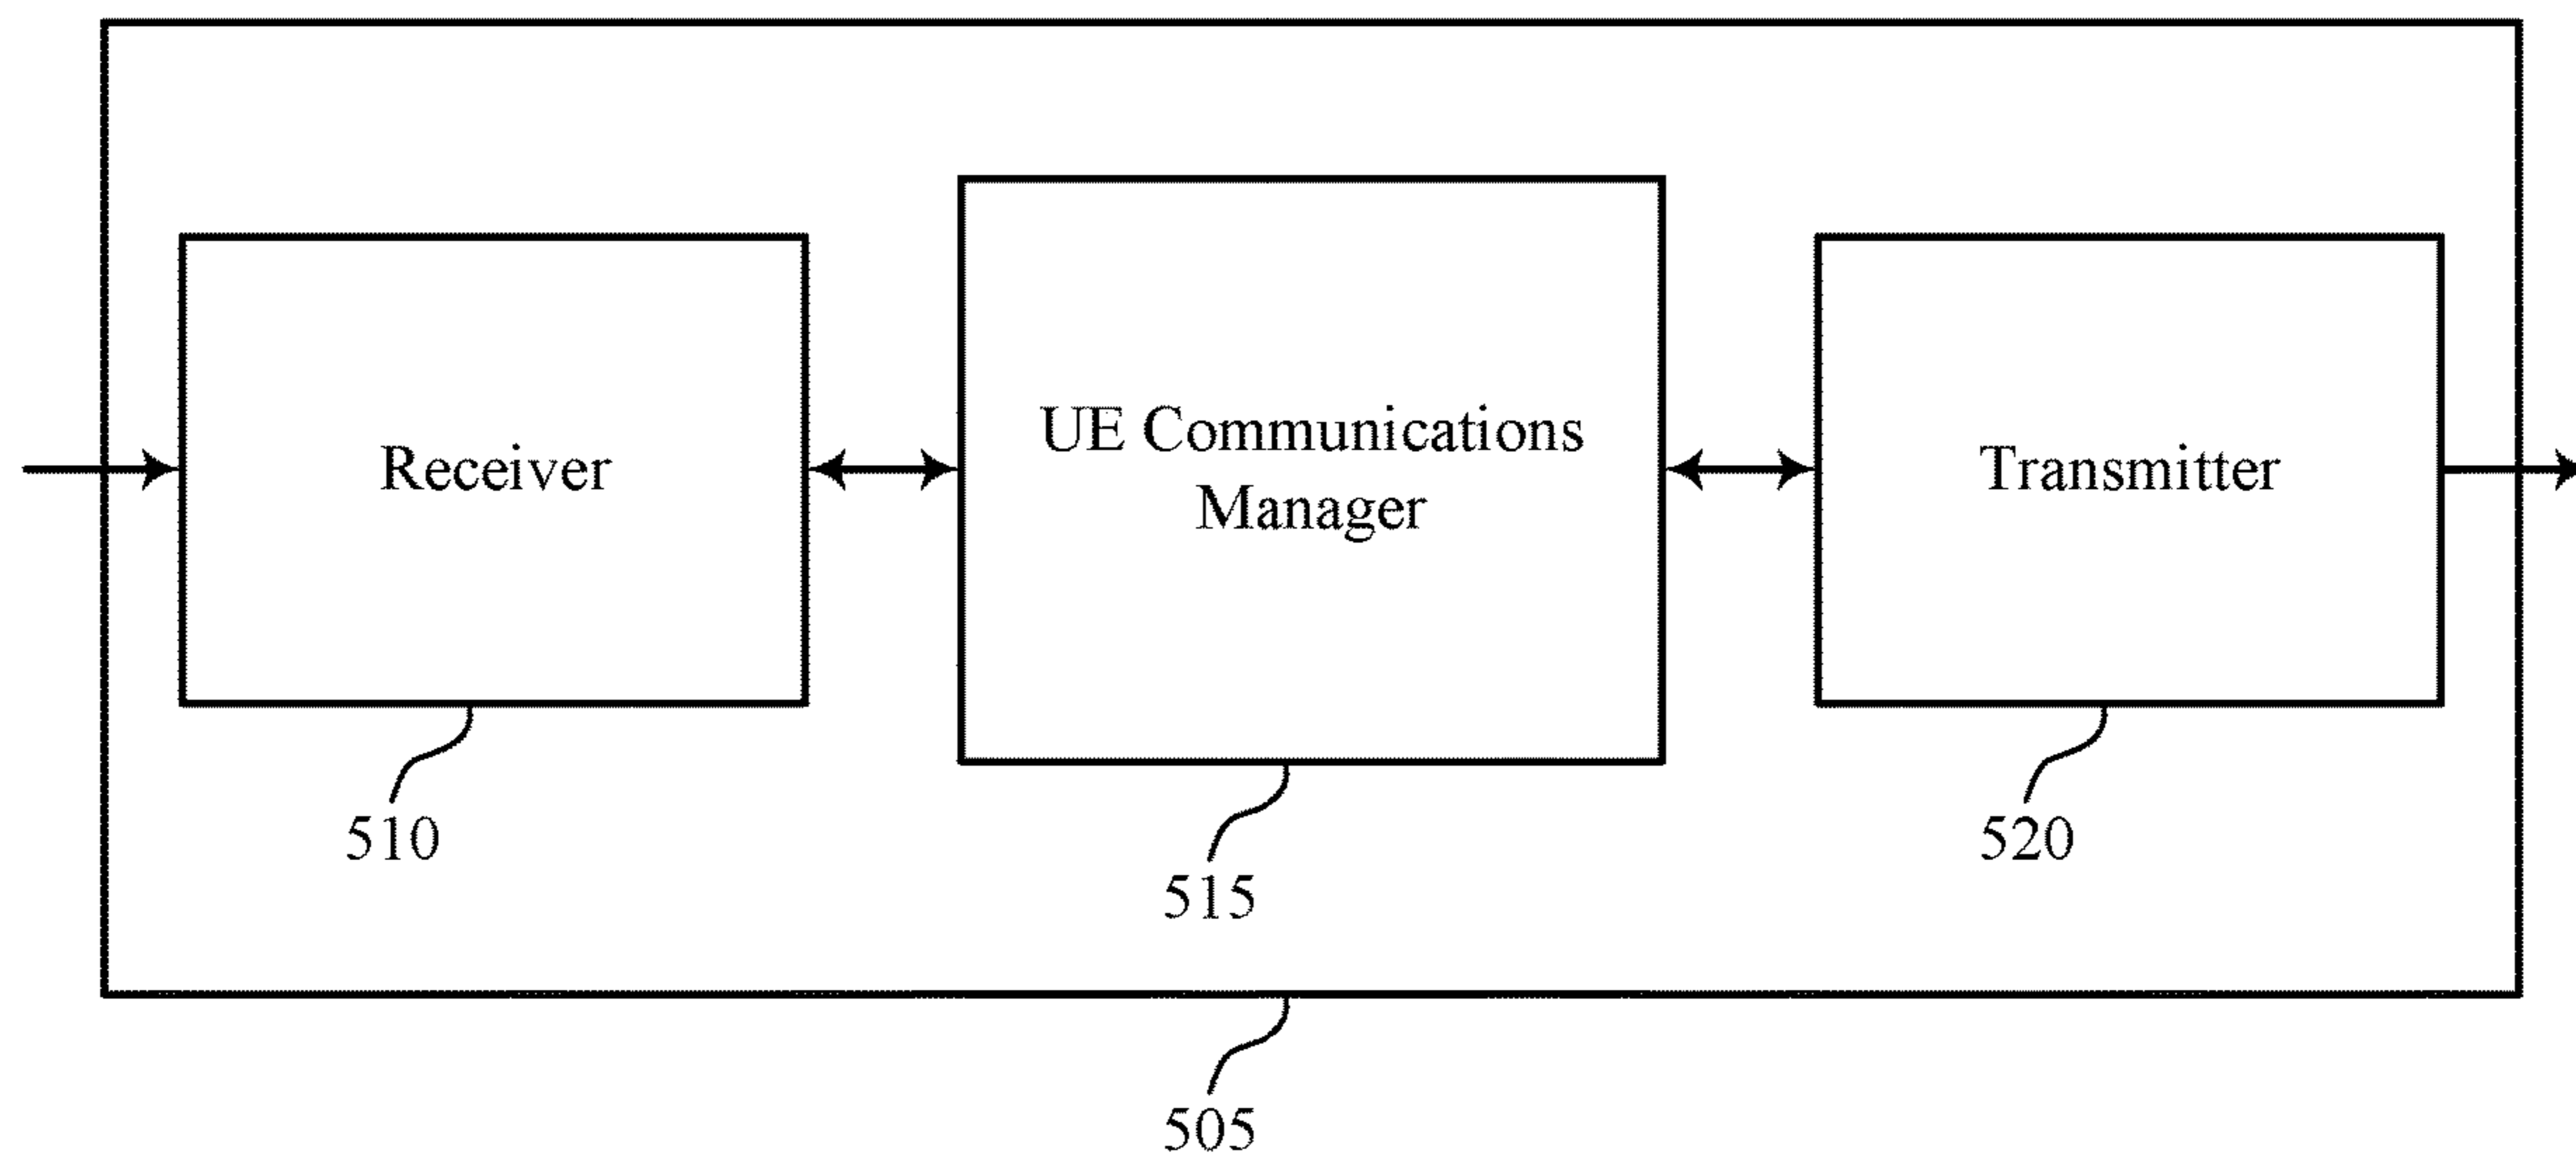 Receiver
UE Communications
Manager
Transmitter
510
515
520
505